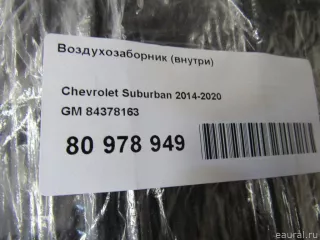 Воздухозаборник (внутри)
Chevrolet Suburban 2014-2020
GM 84378163
80 978 949
eaural.ru